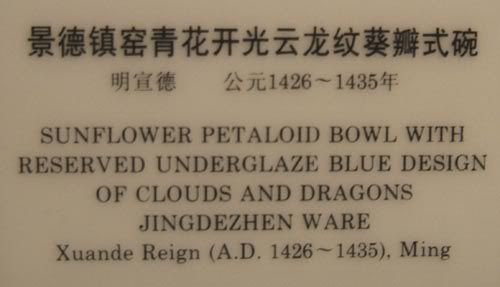 景德镇窑青花开光云龙纹葵瓣式碗
明宣德 公元1426～1435年
SUNFLOWER PETALOID BOWL WITH
RESERVED UNDERGLAZE BLUE DESIGN
OF CLOUDS AND DRAGONS
JINGDEZHEN WARE
Xuande Reign (A.D. 1426～1435), Ming